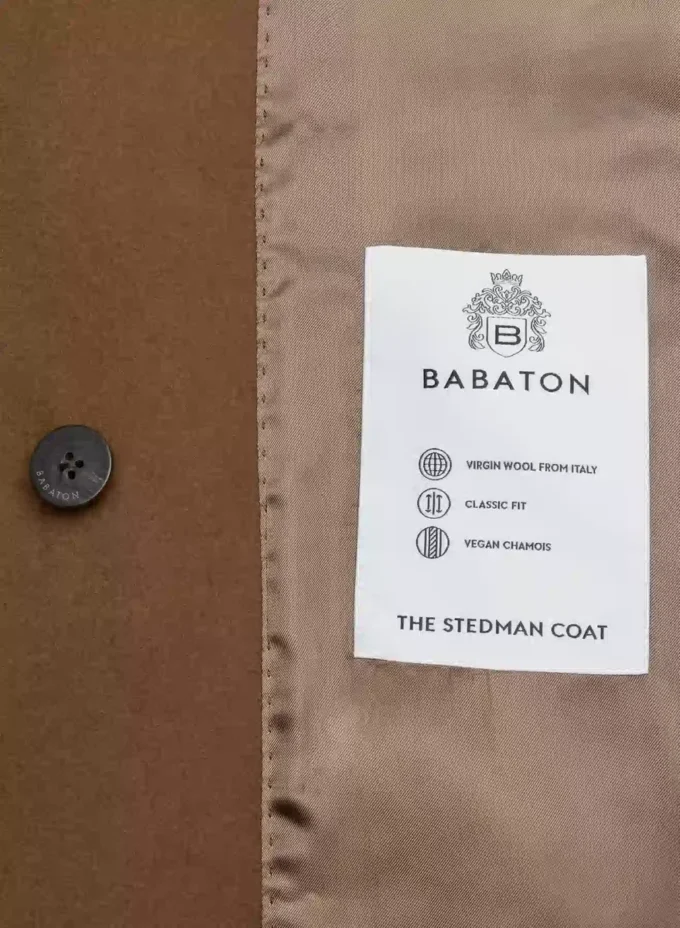 B
BABATON
VIRGIN WOOL FROM ITALY
CLASSIC FIT
VEGAN CHAMOIS
THE STEDMAN COAT
BABATON